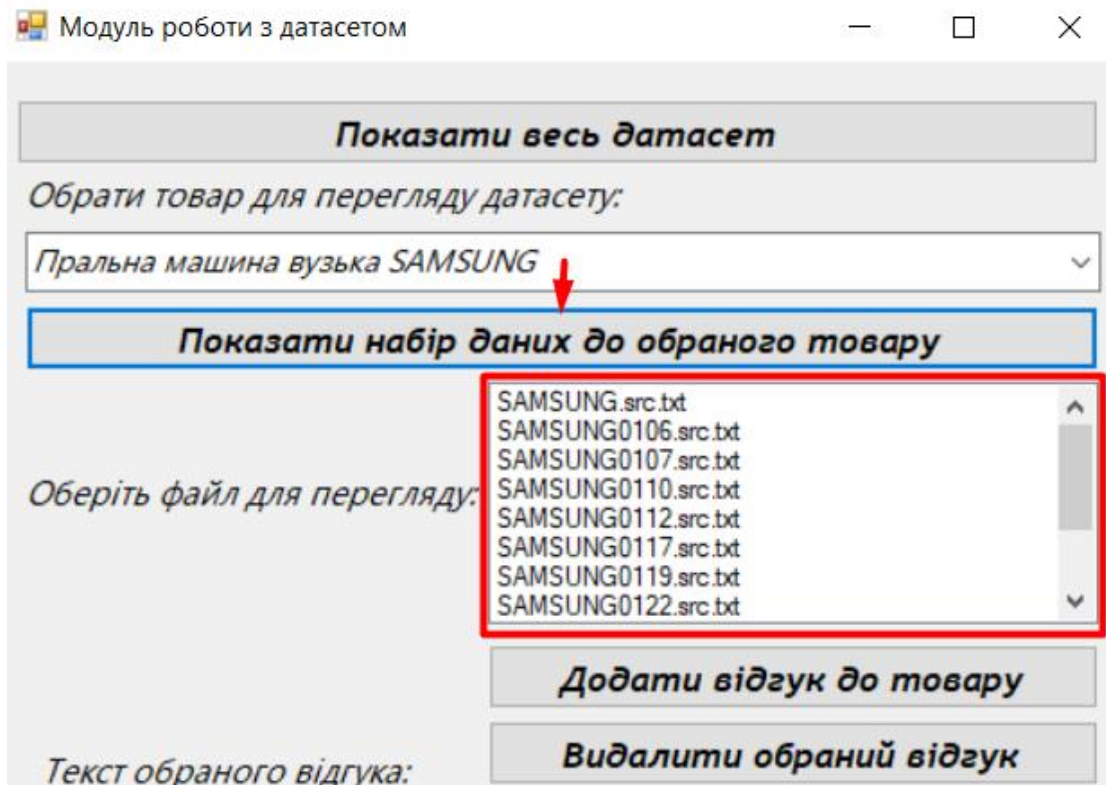 Модуль роботи з датасетом
Показати весь датасет
Обрати товар для перегляду датасету:
Пральна машина вузька SAMSUNG
Показати набір даних до обраного товару
Оберіть файл для перегляду:
SAMSUNG.src.txt
SAMSUNG0106.src.txt
SAMSUNG0107.src.txt
SAMSUNG0110.src.txt
SAMSUNG0112.src.txt
SAMSUNG0117.src.txt
SAMSUNG0119.src.txt
SAMSUNG0122.src.txt
Додати відгук до товару
Видалити обраний відгук
Текст обраного відгука: